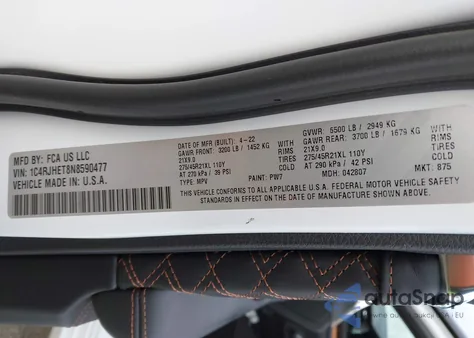 MFD BY: FCA US LLC
VIN: 1C4RJHET8N8590477
VEHICLE MADE IN U.S.A.
DATE OF MFR (BUILT): 4-22
GAWR FRONT: 3200 LB / 1452 KG
21X9.0
275/45R21XL 110Y
AT 270 kPa / 39 PSI
TYPE: MPV
WITH
RIMS
TIRES
COLD.
PAINT: PW7
GVWR: 6500 LB / 2949 KG
GAWR REAR: 3700 LB / 1679 KG
21X9.0
275/45R21XL 110Y
AT 290 kPa / 42 PSI
MDH: 042807
WITH
RIMS
TIRES
COLD.
MKT: 875
THIS VEHICLE CONFORMS TO ALL APPLICABLE U.S.A. FEDERAL MOTOR VEHICLE
SAFETY STANDARDS IN EFFECT ON THE DATE OF MANUFACTURE
SHOWN ABOVE.
autoSnap